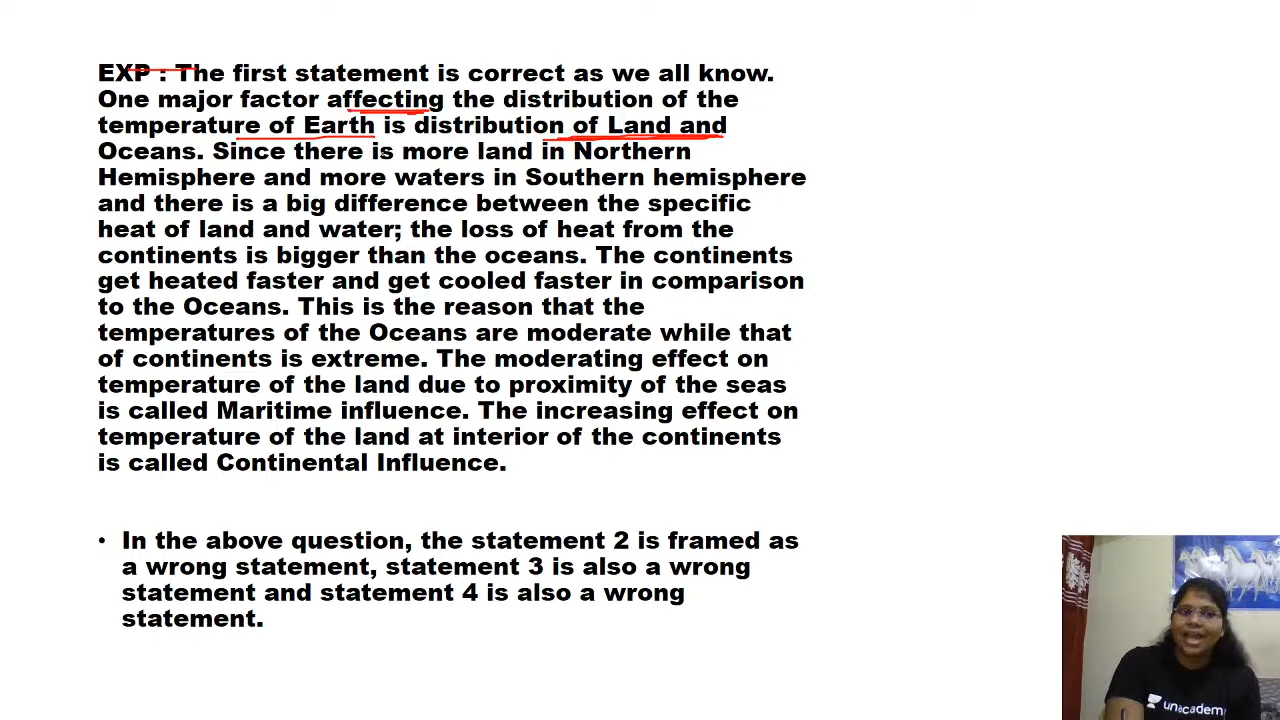 EXP : The first statement is correct as we all know.
One major factor affecting the distribution of the
temperature of Earth is distribution of Land and
Oceans. Since there is more land in Northern
Hemisphere and more waters in Southern hemisphere
and there is a big difference between the specific
heat of land and water; the loss of heat from the
continents is bigger than the oceans. The continents
get heated faster and get cooled faster in comparison
to the Oceans. This is the reason that the
temperatures of the Oceans are moderate while that
of continents is extreme. The moderating effect on
temperature of the land due to proximity of the seas
is called Maritime influence. The increasing effect on
temperature of the land at interior of the continents
is called Continental Influence.
• In the above question, the statement 2 is framed as
a wrong statement, statement 3 is also a wrong
statement and statement 4 is also a wrong
statement.
unacademy